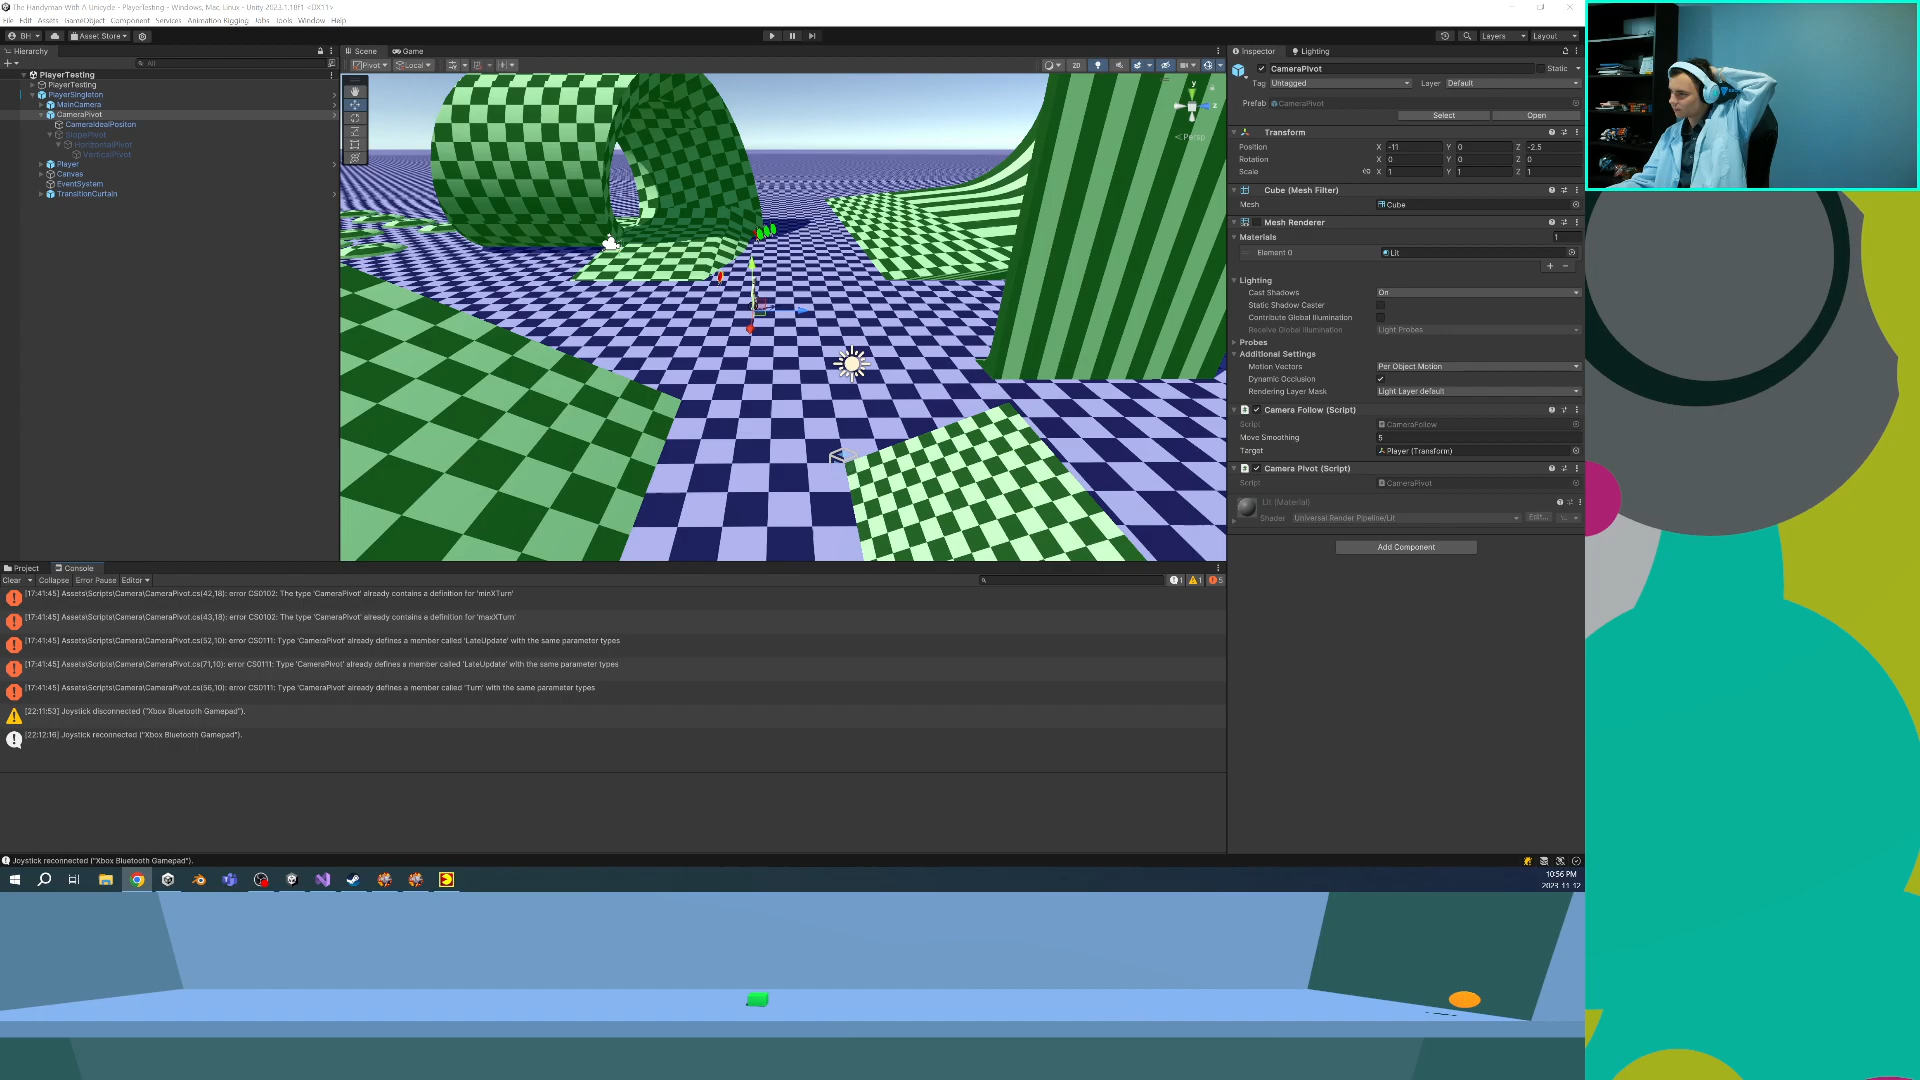 The Handyman With A Unicycle - PlayerTesting - Windows, Mac, Linux - Unity 2023.1.18f1 <DX11>
File Edit Assets GameObject Component Services Animation Rigging Jobs Tools Window Help
BH Asset Store Layers Layout
Hierarchy
All
PlayerTesting
PlayerTesting
PlayerSingleton
MainCamera
CameraPivot
CameraIdealPositon
SlopePivot
HorizontalPivot
VerticalPivot
Player
Canvas
EventSystem
TransitionCurtain
Scene Game
Pivot Local 2D
y
z
< Persp
Inspector Lighting
CameraPivot Static
Tag Untagged Layer Default
Prefab CameraPivot
Select Open
Transform
Position X -11 Y 0 Z -2.5
Rotation X 0 Y 0 Z 0
Scale X 1 Y 1 Z 1
Cube (Mesh Filter)
Mesh Cube
Mesh Renderer
Materials 1
Element 0 Lit
Lighting
Cast Shadows On
Static Shadow Caster
Contribute Global Illumination
Receive Global Illumination Light Probes
Probes
Additional Settings
Motion Vectors Per Object Motion
Dynamic Occlusion
Rendering Layer Mask Light Layer default
Camera Follow (Script)
Script CameraFollow
Move Smoothing 5
Target Player (Transform)
Camera Pivot (Script)
Script CameraPivot
Lit (Material)
Shader Universal Render Pipeline/Lit Edit...
Add Component
Project Console
Clear Collapse Error Pause Editor 1 1 5
[17:41:45] Assets\Scripts\Camera\CameraPivot.cs(42,18): error CS0102: The type 'CameraPivot' already contains a definition for 'minXTurn'
[17:41:45] Assets\Scripts\Camera\CameraPivot.cs(43,18): error CS0102: The type 'CameraPivot' already contains a definition for 'maxXTurn'
[17:41:45] Assets\Scripts\Camera\CameraPivot.cs(52,10): error CS0111: Type 'CameraPivot' already defines a member called 'LateUpdate' with the same parameter types
[17:41:45] Assets\Scripts\Camera\CameraPivot.cs(71,10): error CS0111: Type 'CameraPivot' already defines a member called 'LateUpdate' with the same parameter types
[17:41:45] Assets\Scripts\Camera\CameraPivot.cs(56,10): error CS0111: Type 'CameraPivot' already defines a member called 'Turn' with the same parameter types
[22:11:53] Joystick disconnected ("Xbox Bluetooth Gamepad").
[22:12:16] Joystick reconnected ("Xbox Bluetooth Gamepad").
Joystick reconnected ("Xbox Bluetooth Gamepad").
10:56 PM
2023-11-12